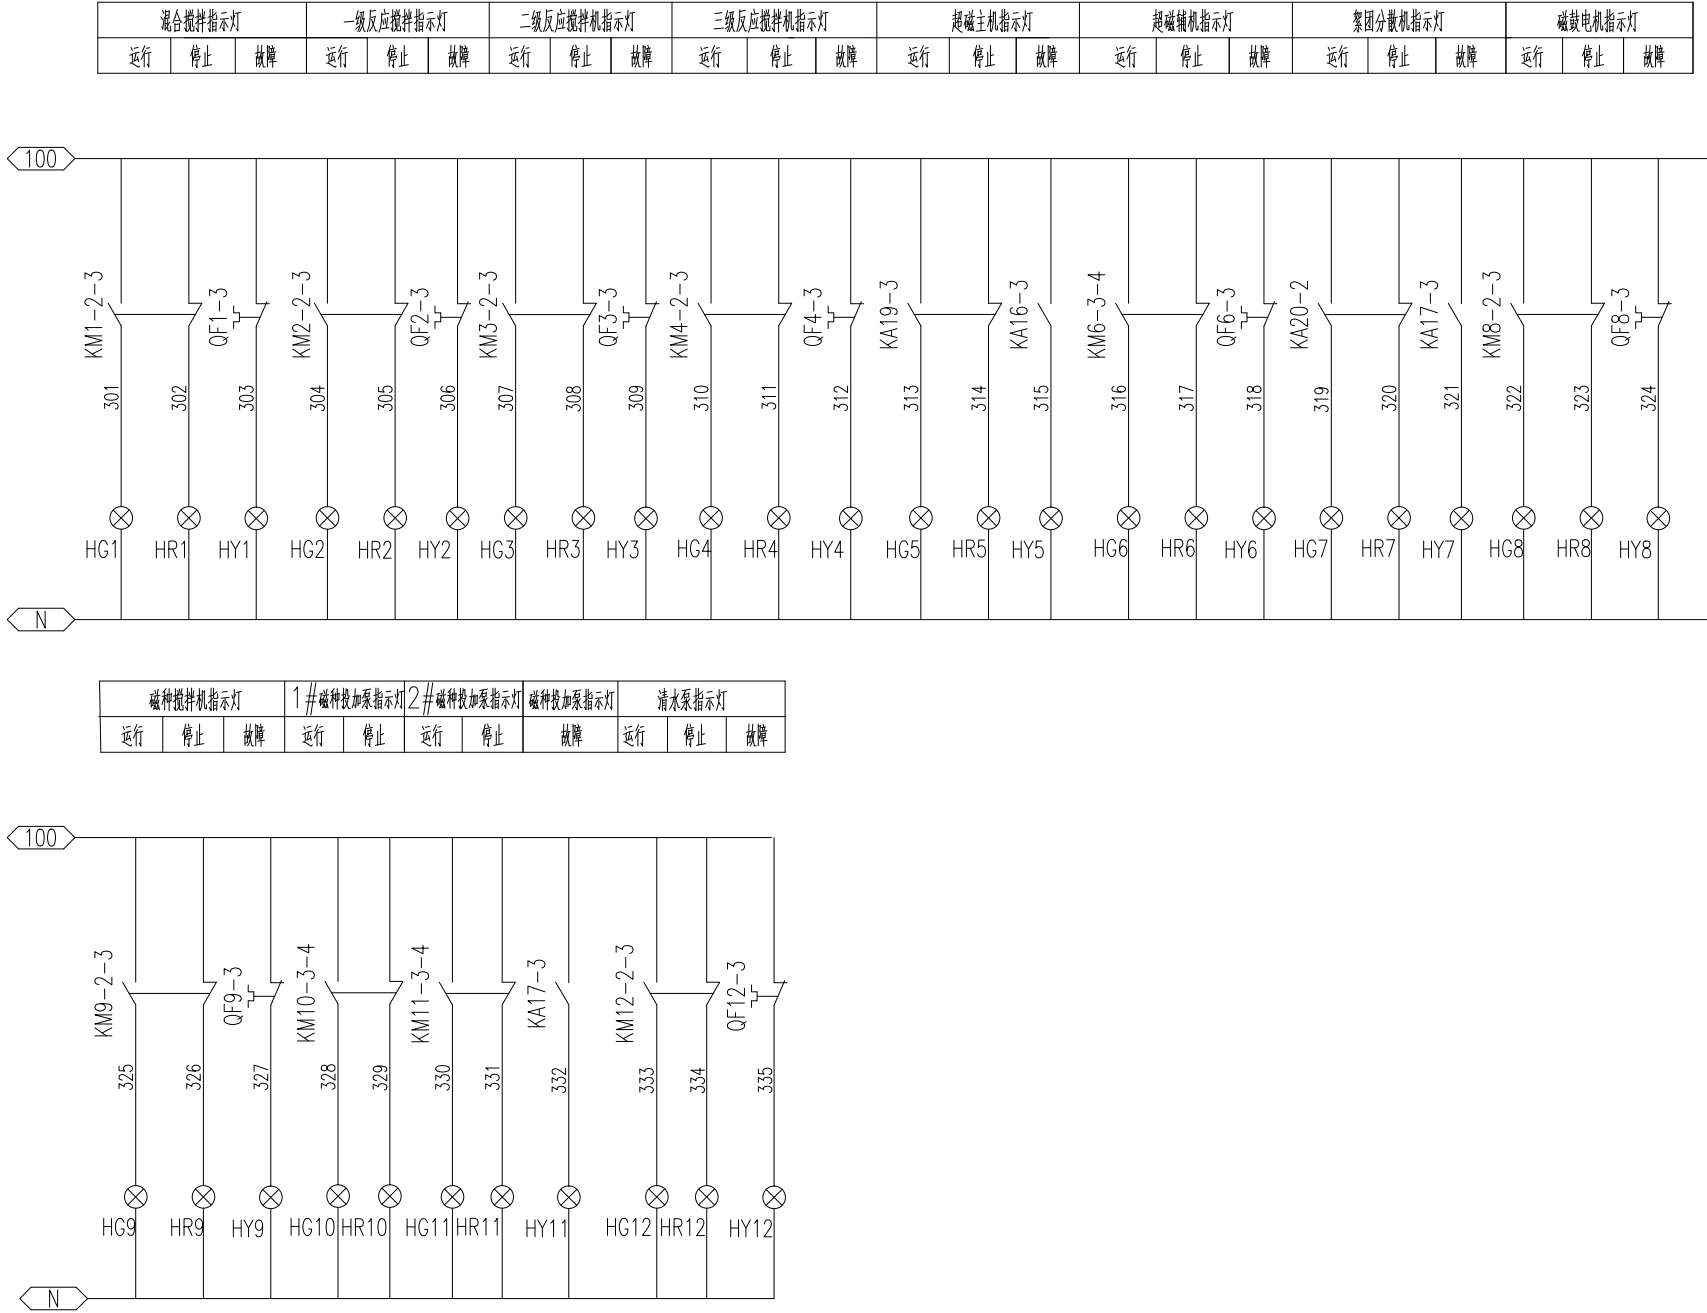 混合搅拌指示灯 一级反应搅拌指示灯 二级反应搅拌机指示灯 三级反应搅拌机指示灯 超磁主机指示灯 超磁辅机指示灯 絮团分散机指示灯 磁鼓电机指示灯
运行 停止 故障 运行 停止 故障 运行 停止 故障 运行 停止 故障 运行 停止 故障 运行 停止 故障 运行 停止 故障 运行 停止 故障
100
KM1-2-3 QF1-3 KM2-2-3 QF2-3 KM3-2-3 QF3-3 KM4-2-3 QF4-3 KA19-3 KA16-3 KM6-3-4 QF6-3 KA20-2 KA17-3 KM8-2-3 QF8-3
301 302 303 304 305 306 307 308 309 310 311 312 313 314 315 316 317 318 319 320 321 322 323 324
HG1 HR1 HY1 HG2 HR2 HY2 HG3 HR3 HY3 HG4 HR4 HY4 HG5 HR5 HY5 HG6 HR6 HY6 HG7 HR7 HY7 HG8 HR8 HY8
N
磁种搅拌机指示灯 1#磁种投加泵指示灯 2#磁种投加泵指示灯 磁种投加泵指示灯 清水泵指示灯
运行 停止 故障 运行 停止 运行 停止 故障 运行 停止 故障
100
KM9-2-3 QF9-3 KM10-3-4 KM11-3-4 KA17-3 KM12-2-3 QF12-3
325 326 327 328 329 330 331 332 333 334 335
HG9 HR9 HY9 HG10 HR10 HG11 HR11 HY11 HG12 HR12 HY12
N